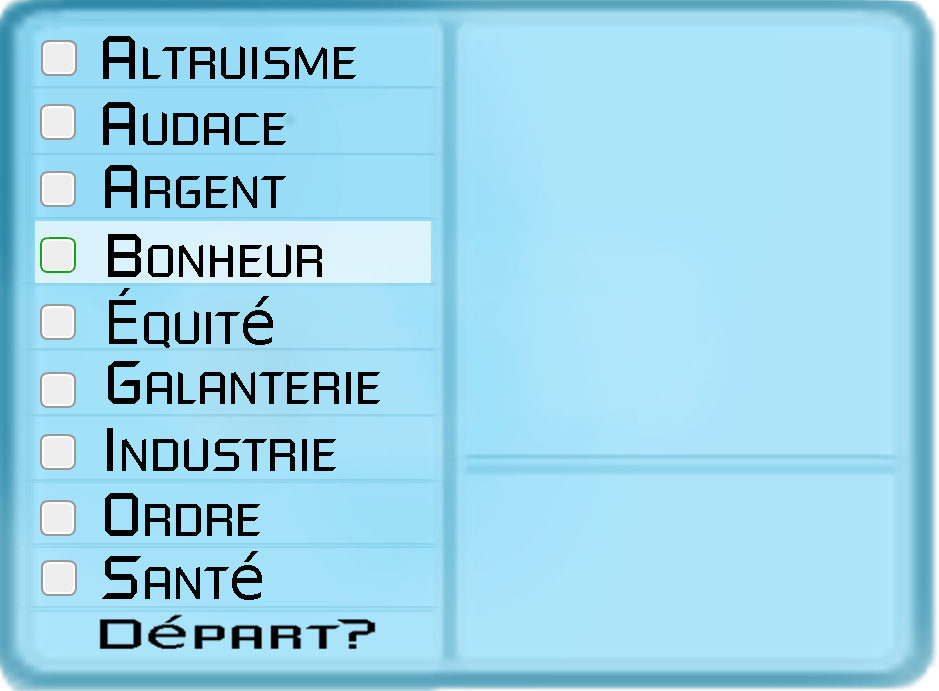 Altruisme
Audace
Argent
Bonheur
Équité
Galanterie
Industrie
Ordre
Santé
Départ?